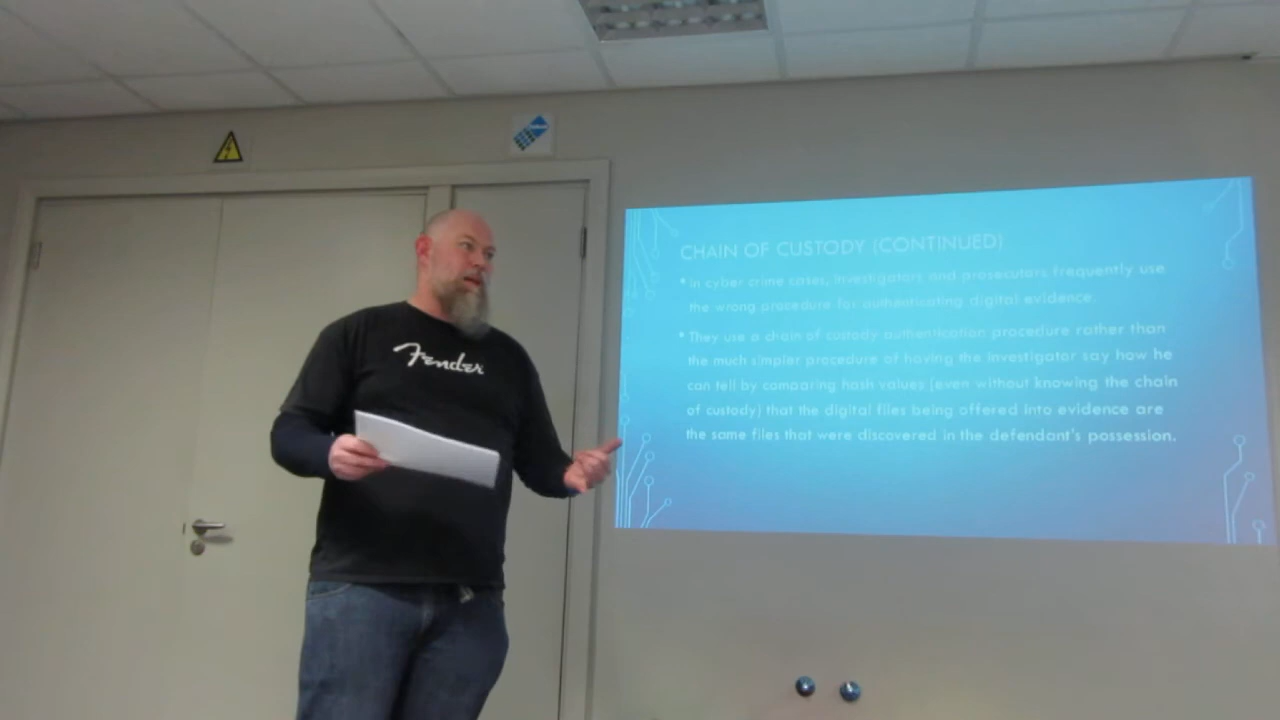 CHAIN OF CUSTODY (CONTINUED)
• In cyber crime cases, investigators and prosecutors frequently use
the wrong procedure for authenticating digital evidence.
• They use a chain of custody authentication procedure rather than
the much simpler procedure of having the investigator say how he
can tell by comparing hash values (even without knowing the chain
of custody) that the digital files being offered into evidence are
the same files that were discovered in the defendant's possession.
Fender